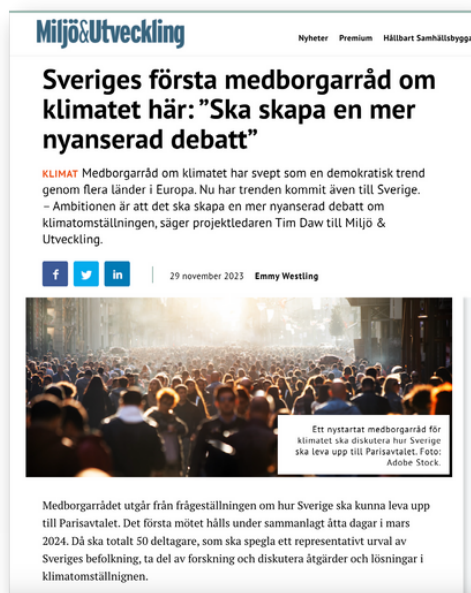 Miljö&Utveckling
Nyheter Premium Hållbart Samhällsbygga
Sveriges första medborgarråd om
klimatet här: ”Ska skapa en mer
nyanserad debatt”
KLIMAT Medborgarråd om klimatet har svept som en demokratisk trend
genom flera länder i Europa. Nu har trenden kommit även till Sverige.
– Ambitionen är att det ska skapa en mer nyanserad debatt om
klimatomställningen, säger projektledaren Tim Daw till Miljö &
Utveckling.
29 november 2023 Emmy Westling
Ett nystartat medborgarråd för
klimatet ska diskutera hur Sverige
ska leva upp till Parisavtalet. Foto:
Adobe Stock.
Medborgarrådet utgår från frågeställningen om hur Sverige ska kunna leva upp
till Parisavtalet. Det första mötet hålls under sammanlagt åtta dagar i mars
2024. Då ska totalt 50 deltagare, som ska spegla ett representativt urval av
Sveriges befolkning, ta del av forskning och diskutera åtgärder och lösningar i
klimatomställnignen.